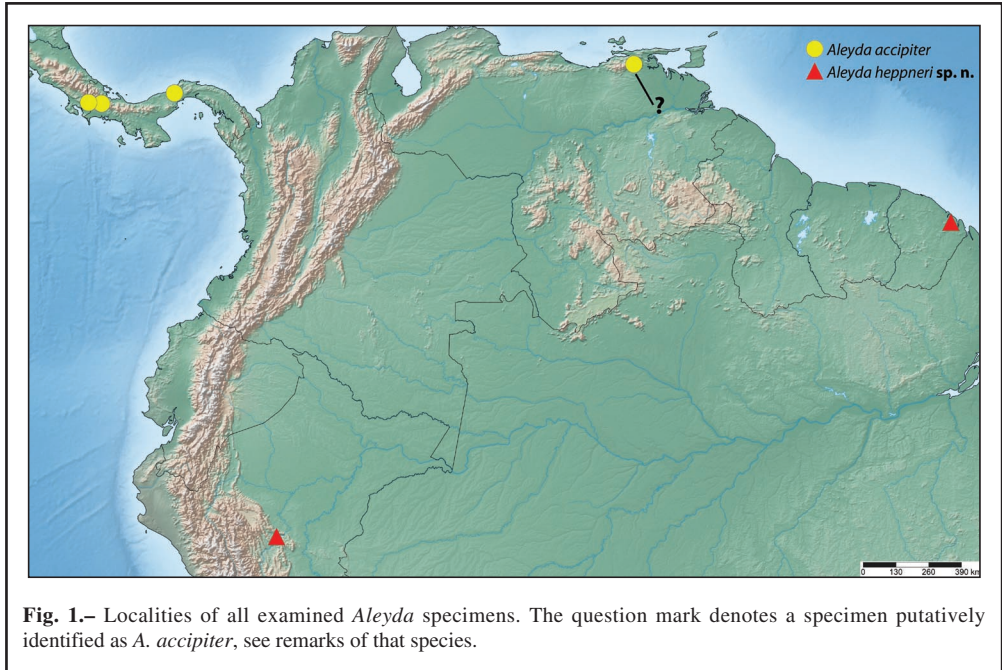 Aleyda accipiter
Aleyda heppneri sp. n.
?
0 130 260 390 km
Fig. 1.– Localities of all examined Aleyda specimens. The question mark denotes a specimen putatively
identified as A. accipiter, see remarks of that species.